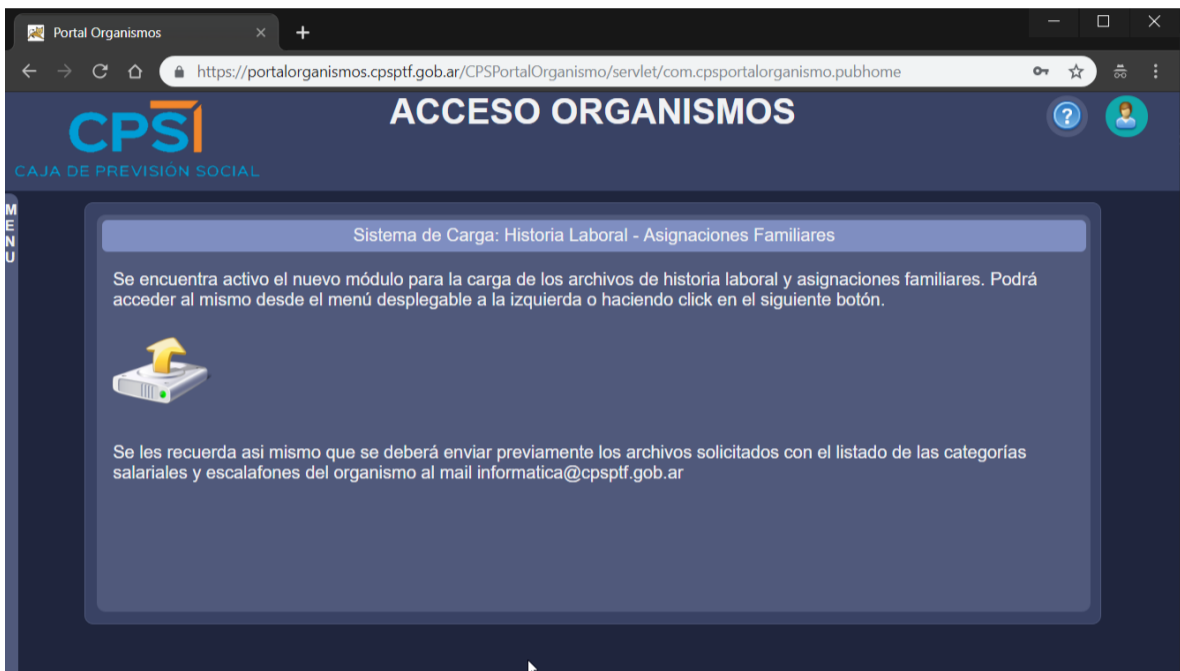 Portal Organismos
https://portalorganismos.cpsptf.gob.ar/CPSPortalOrganismo/servlet/com.cpsportalorganismo.pubhome
CPS
CAJA DE PREVISIÓN SOCIAL
ACCESO ORGANISMOS
?
MENU
Sistema de Carga: Historia Laboral - Asignaciones Familiares
Se encuentra activo el nuevo módulo para la carga de los archivos de historia laboral y asignaciones familiares. Podrá
acceder al mismo desde el menú desplegable a la izquierda o haciendo click en el siguiente botón.
Se les recuerda asi mismo que se deberá enviar previamente los archivos solicitados con el listado de las categorías
salariales y escalafones del organismo al mail informatica@cpsptf.gob.ar